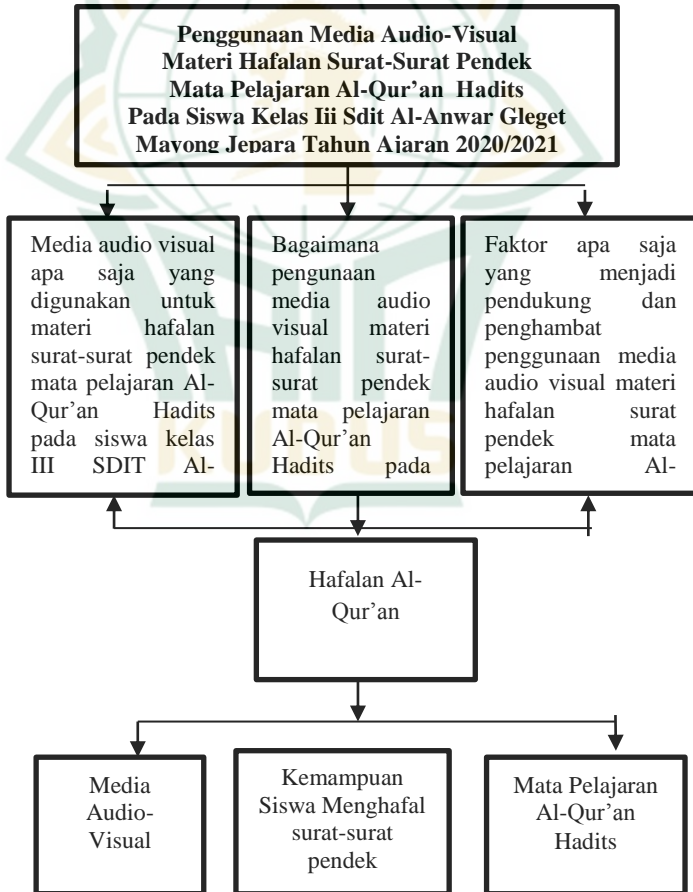 Penggunaan Media Audio-Visual
Materi Hafalan Surat-Surat Pendek
Mata Pelajaran Al-Qur'an Hadits
Pada Siswa Kelas Iii Sdit Al-Anwar Gleget
Mayong Jepara Tahun Ajaran 2020/2021
Media audio visual
apa saja yang
digunakan untuk
materi hafalan
surat-surat pendek
mata pelajaran Al-
Qur'an Hadits
pada siswa kelas
III SDIT Al-
Bagaimana
pengunaan
media audio
visual materi
hafalan surat-
surat pendek
mata pelajaran
Al-Qur'an
Hadits pada
Faktor apa saja
yang menjadi
pendukung dan
penghambat
penggunaan media
audio visual materi
hafalan surat
pendek mata
pelajaran Al-
KUDUS
Hafalan Al-
Qur'an
Media
Audio-
Visual
Kemampuan
Siswa Menghafal
surat-surat
pendek
Mata Pelajaran
Al-Qur'an
Hadits